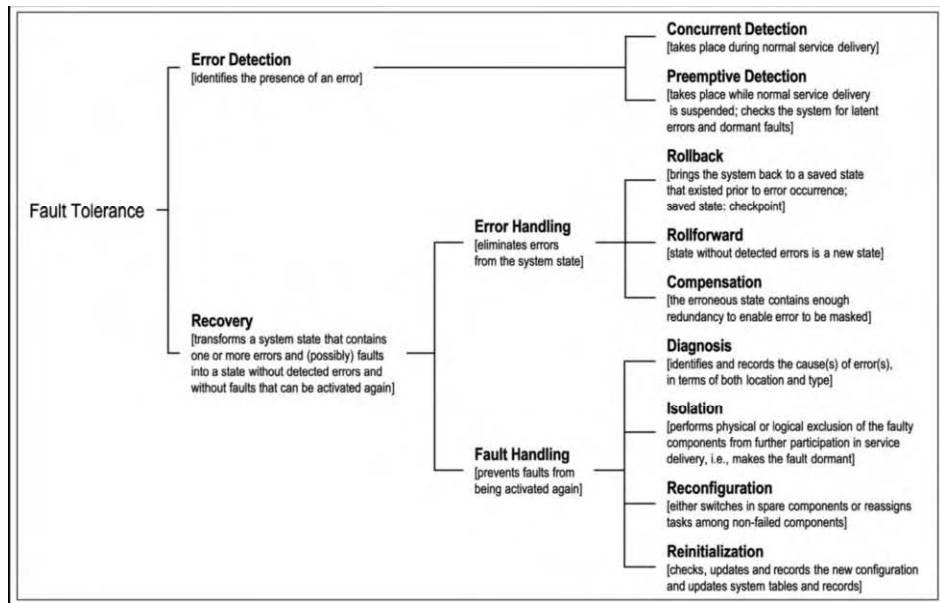 Fault Tolerance
Error Detection
[identifies the presence of an error]
Concurrent Detection
[takes place during normal service delivery]
Preemptive Detection
[takes place while normal service delivery
is suspended; checks the system for latent
errors and dormant faults]
Recovery
[transforms a system state that contains
one or more errors and (possibly) faults
into a state without detected errors and
without faults that can be activated again]
Error Handling
[eliminates errors
from the system state]
Rollback
[brings the system back to a saved state
that existed prior to error occurrence;
saved state: checkpoint]
Rollforward
[state without detected errors is a new state]
Compensation
[the erroneous state contains enough
redundancy to enable error to be masked]
Fault Handling
[prevents faults from
being activated again]
Diagnosis
[identifies and records the cause(s) of error(s),
in terms of both location and type]
Isolation
[performs physical or logical exclusion of the faulty
components from further participation in service
delivery, i.e., makes the fault dormant]
Reconfiguration
[either switches in spare components or reassigns
tasks among non-failed components]
Reinitialization
[checks, updates and records the new configuration
and updates system tables and records]